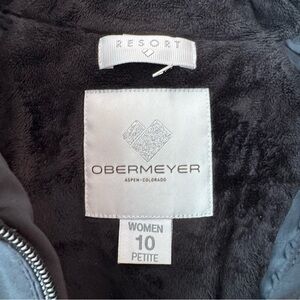 RESORT
OBERMEYER
ASPEN · COLORADO
WOMEN
10
PETITE